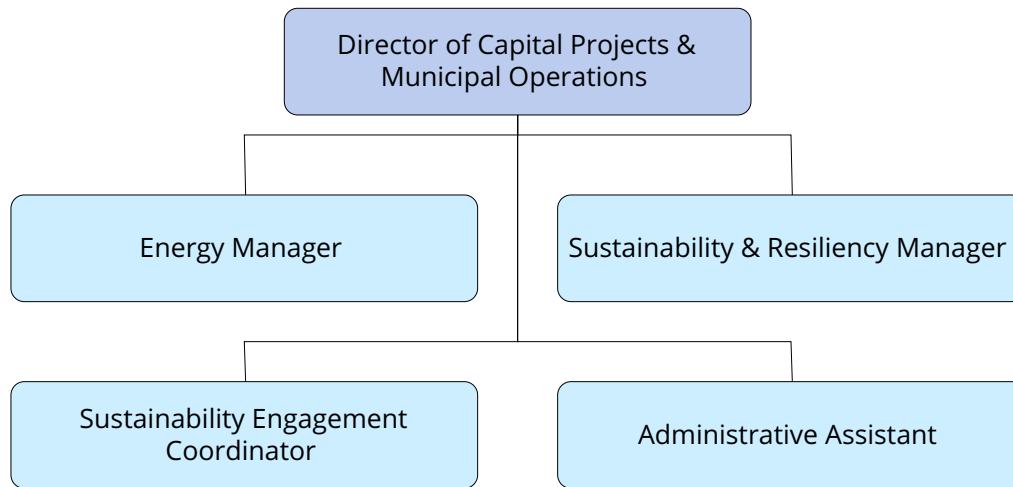 Director of Capital Projects &
Municipal Operations
Energy Manager
Sustainability & Resiliency Manager
Sustainability Engagement
Coordinator
Administrative Assistant